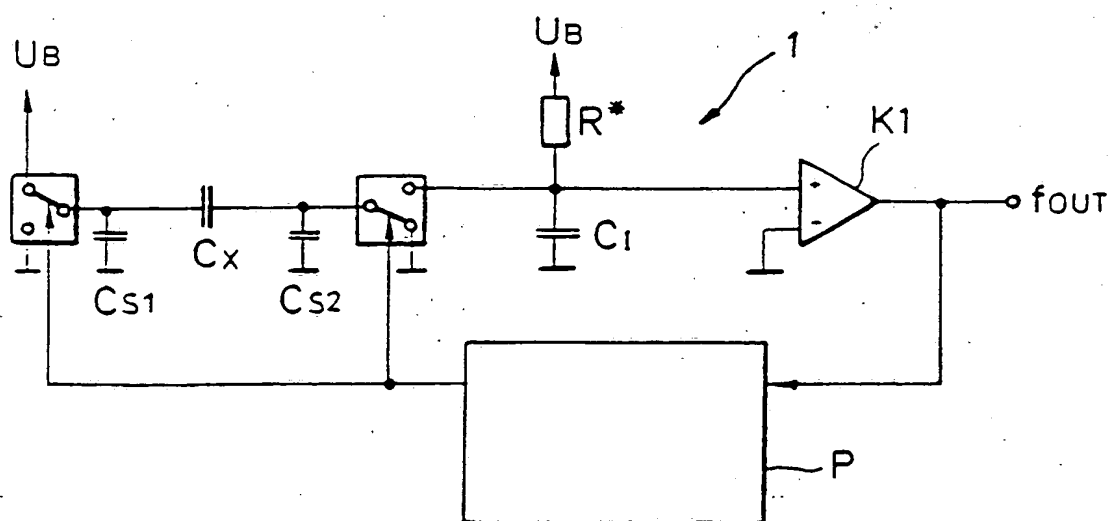 UB
UB
1
R*
K1
+
-
fOUT
CX
CI
CS1
CS2
P